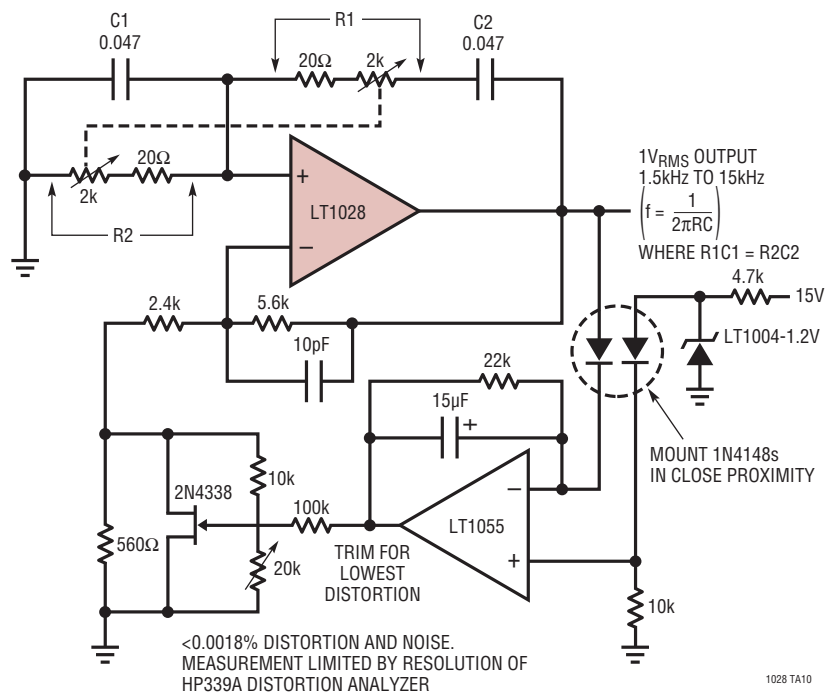 C1
0.047
R1
C2
0.047
20Ω
2k
20Ω
2k
R2
+
LT1028
–
1VRMS OUTPUT
1.5kHz TO 15kHz
(f = 1/2πRC)
WHERE R1C1 = R2C2
4.7k
15V
LT1004-1.2V
2.4k
5.6k
10pF
22k
15µF
+
MOUNT 1N4148s
IN CLOSE PROXIMITY
10k
2N4338
100k
–
LT1055
+
560Ω
20k
TRIM FOR
LOWEST
DISTORTION
10k
<0.0018% DISTORTION AND NOISE.
MEASUREMENT LIMITED BY RESOLUTION OF
HP339A DISTORTION ANALYZER
1028 TA10